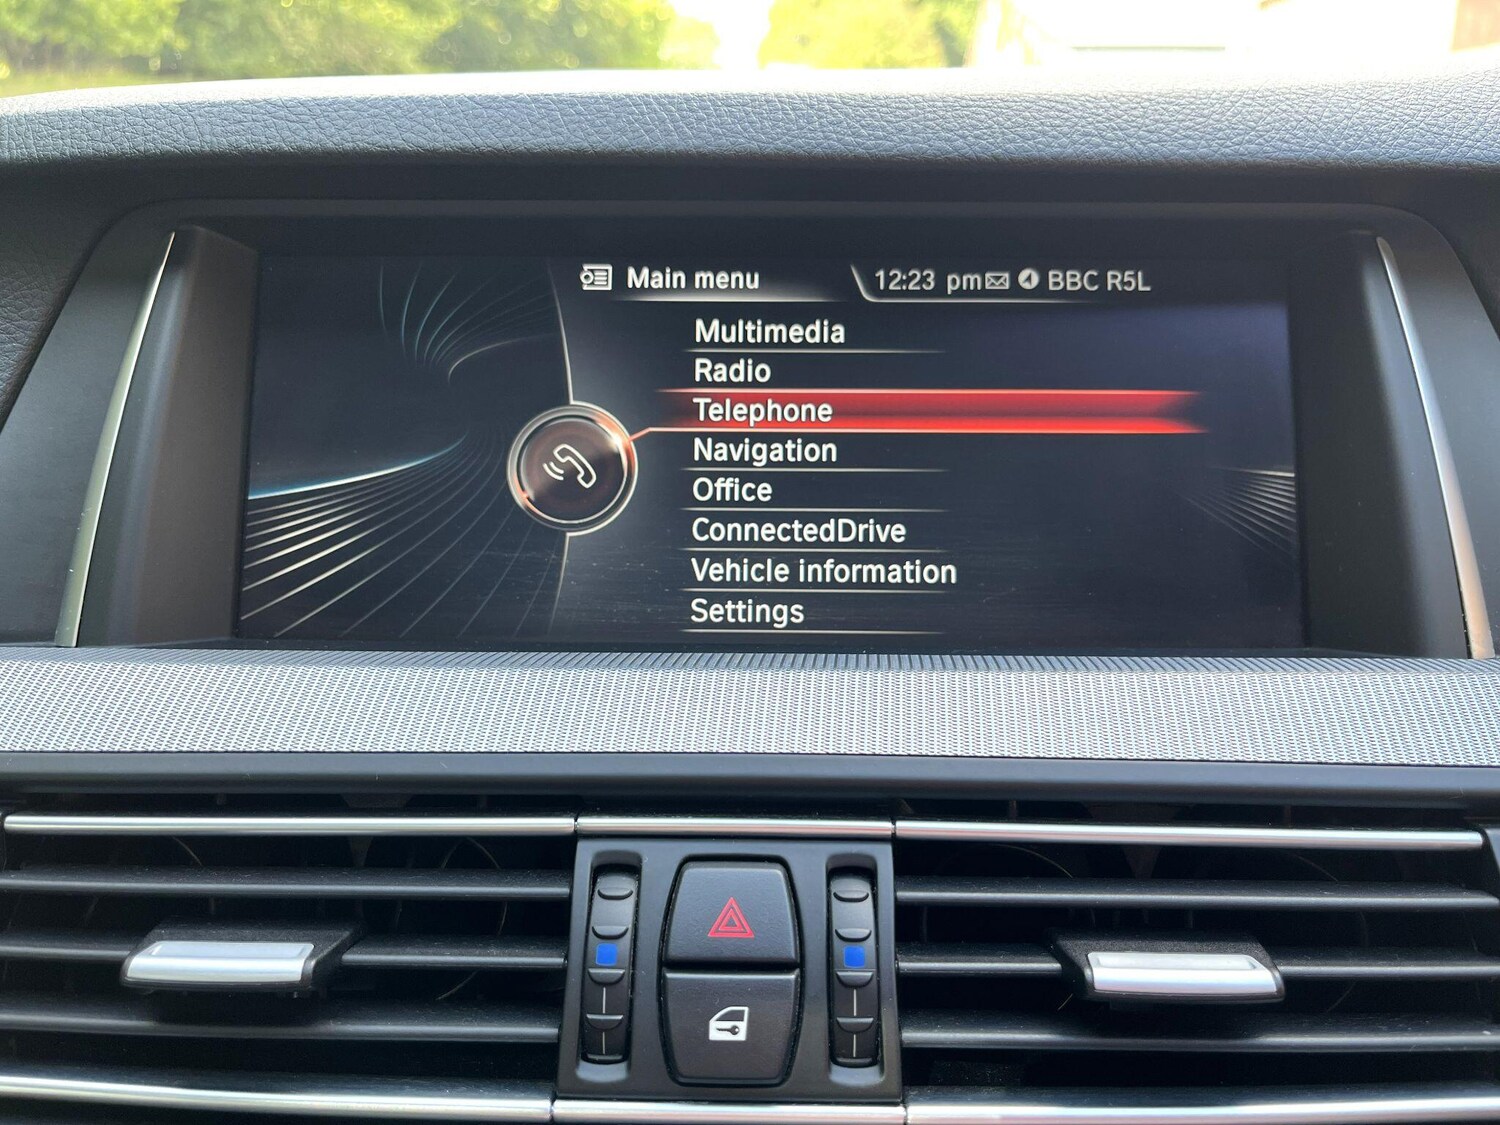 Main menu 12:23 pm BBC R5L
Multimedia
Radio
Telephone
Navigation
Office
ConnectedDrive
Vehicle information
Settings